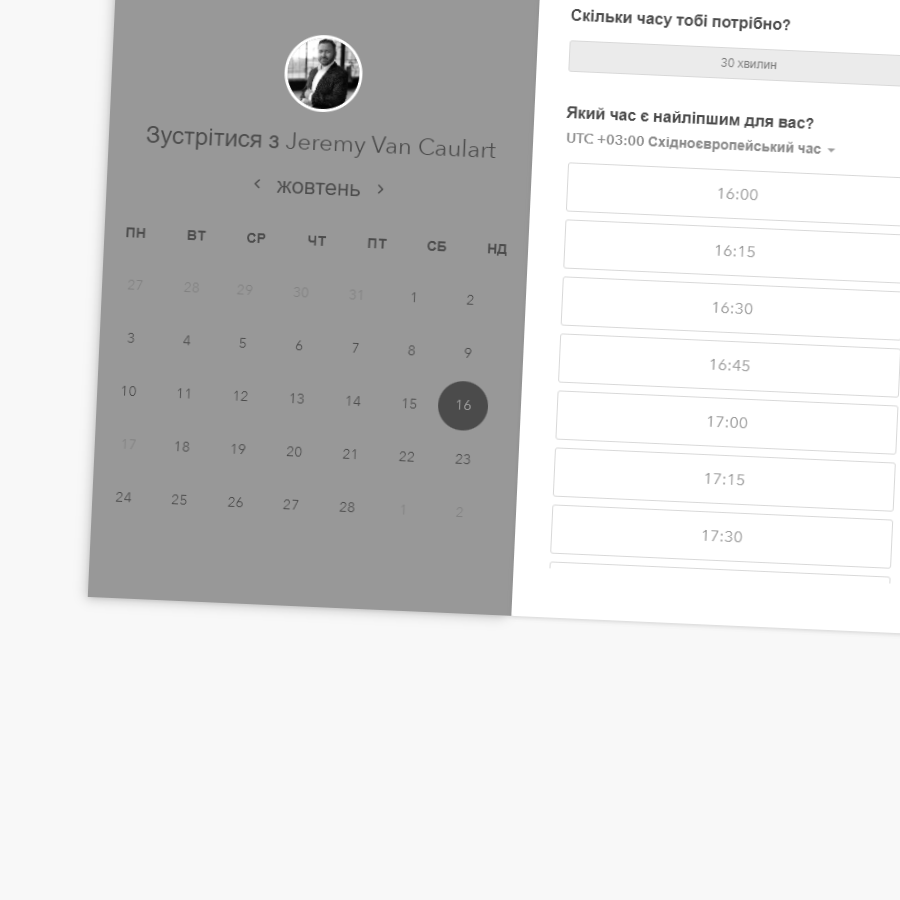 Зустрітися з Jeremy Van Caulart
жовтень
ПН ВТ СР ЧТ ПТ СБ НД
27 28 29 30 31 1 2
3 4 5 6 7 8 9
10 11 12 13 14 15 16
17 18 19 20 21 22 23
24 25 26 27 28 1 2
Скільки часу тобі потрібно?
30 хвилин
Який час є найліпшим для вас?
UTC +03:00 Східноєвропейський час
16:00
16:15
16:30
16:45
17:00
17:15
17:30